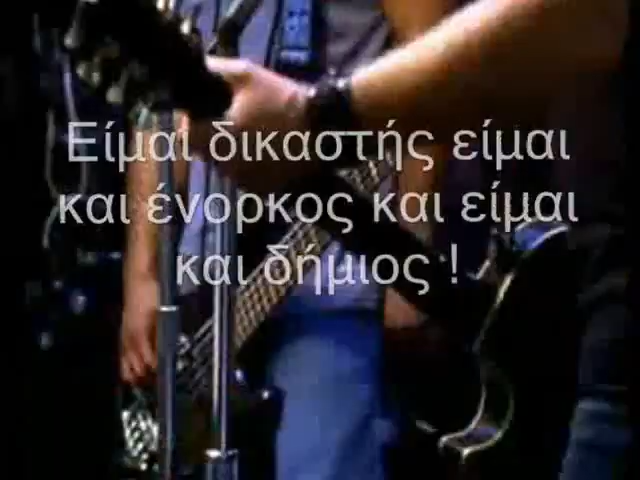 Είμαι δικαστής είμαι
και ένορκος και είμαι
και δήμιος !